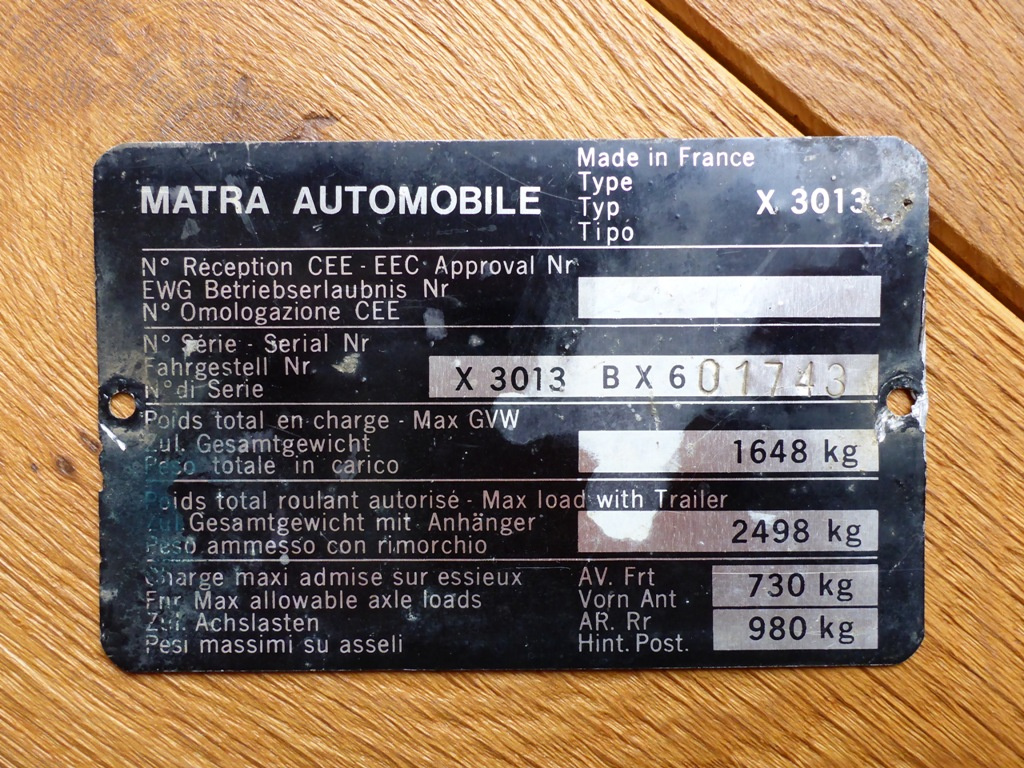 Made in France
Type
MATRA AUTOMOBILE Typ X 3013
Tipo
N° Réception CEE - EEC Approval Nr
EWG Betriebserlaubnis Nr
N° Omologazione CEE
N° Série - Serial Nr
Fahrgestell Nr X 3013 BX6 01743
N° di Serie
Poids total en charge - Max GVW
Zul. Gesamtgewicht 1648 kg
Peso totale in carico
Poids total roulant autorisé - Max load with Trailer
Zul. Gesamtgewicht mit Anhänger 2498 kg
Peso ammesso con rimorchio
Charge maxi admise sur essieux AV. Frt 730 kg
Max allowable axle loads Vorn Ant.
Zul. Achslasten AR. Rr 980 kg
Pesi massimi su asseli Hint. Post.